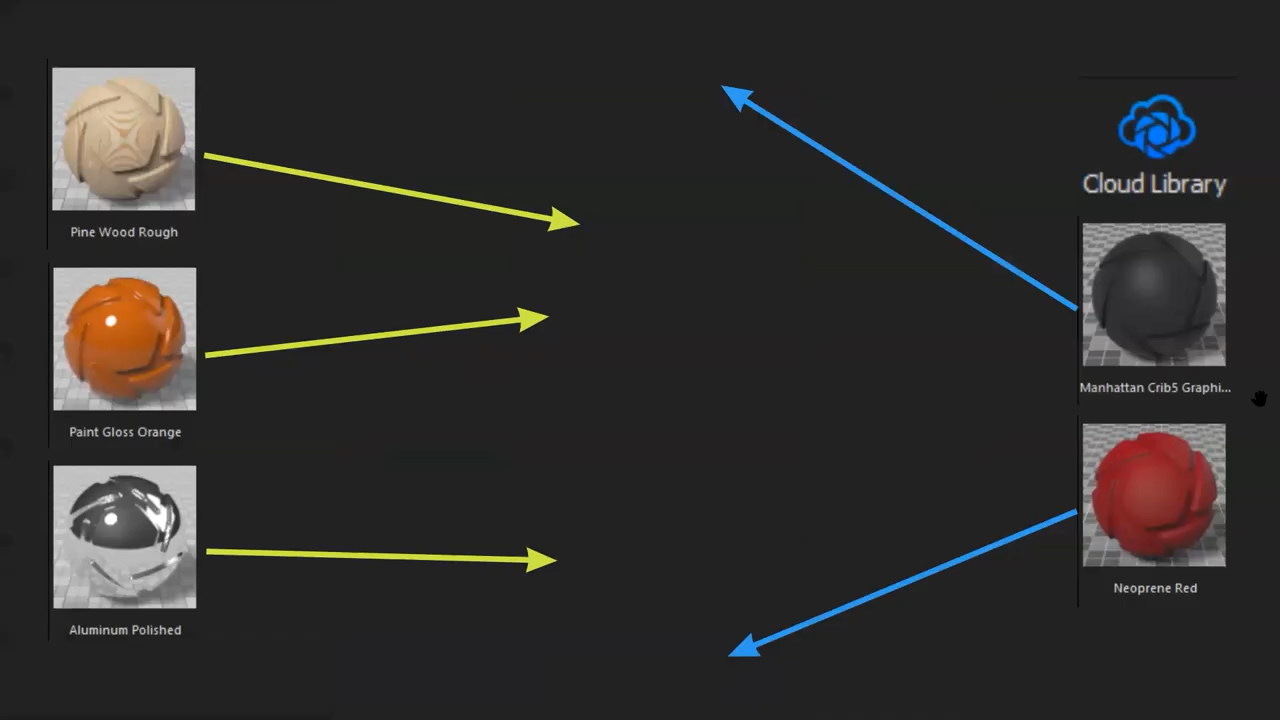 Pine Wood Rough
Paint Gloss Orange
Aluminum Polished
Cloud Library
Manhattan Crib5 Graphi...
Neoprene Red